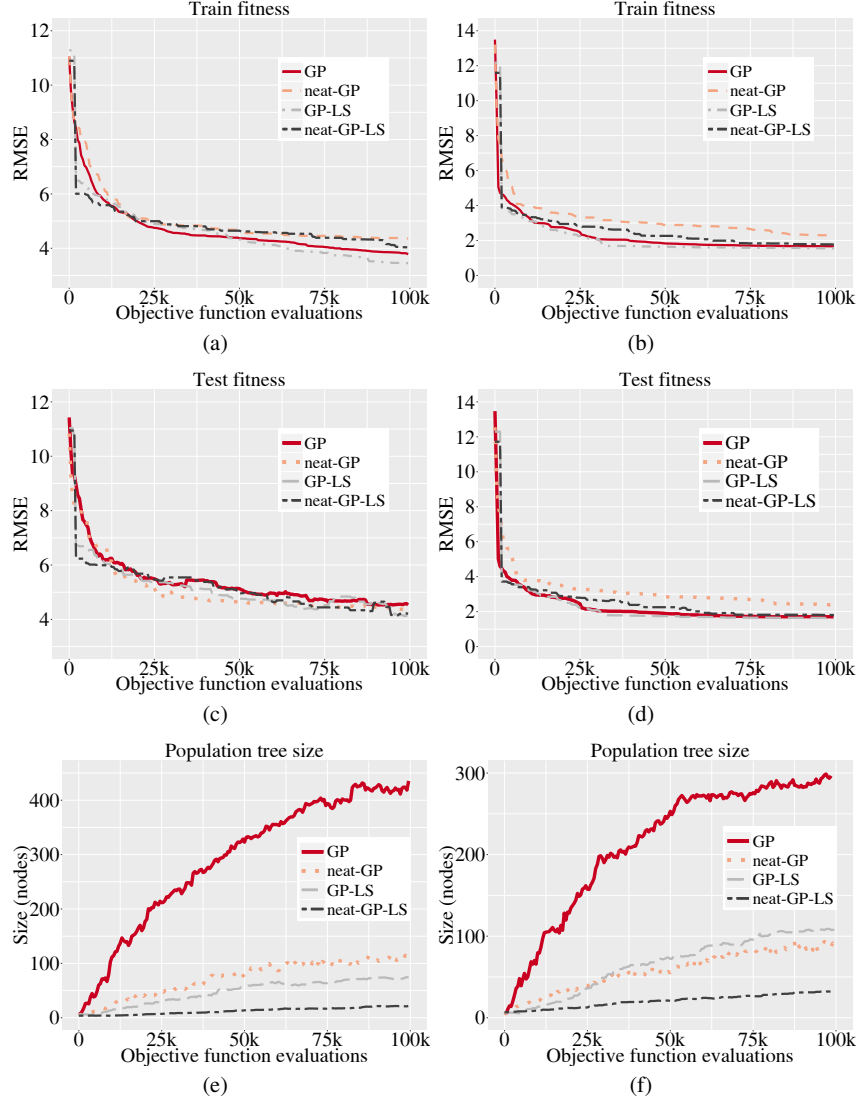 Train fitness
12
10
8
6
4
RMSE
GP
neat-GP
GP-LS
neat-GP-LS
0 25k 50k 75k 100k
Objective function evaluations
(a)
Train fitness
14
12
10
8
6
4
2
0
RMSE
GP
neat-GP
GP-LS
neat-GP-LS
0 25k 50k 75k 100k
Objective function evaluations
(b)
Test fitness
12
10
8
6
4
RMSE
GP
neat-GP
GP-LS
neat-GP-LS
0 25k 50k 75k 100k
Objective function evaluations
(c)
Test fitness
14
12
10
8
6
4
2
0
RMSE
GP
neat-GP
GP-LS
neat-GP-LS
0 25k 50k 75k 100k
Objective function evaluations
(d)
Population tree size
400
300
200
100
0
Size (nodes)
GP
neat-GP
GP-LS
neat-GP-LS
0 25k 50k 75k 100k
Objective function evaluations
(e)
Population tree size
300
200
100
0
Size (nodes)
GP
neat-GP
GP-LS
neat-GP-LS
0 25k 50k 75k 100k
Objective function evaluations
(f)